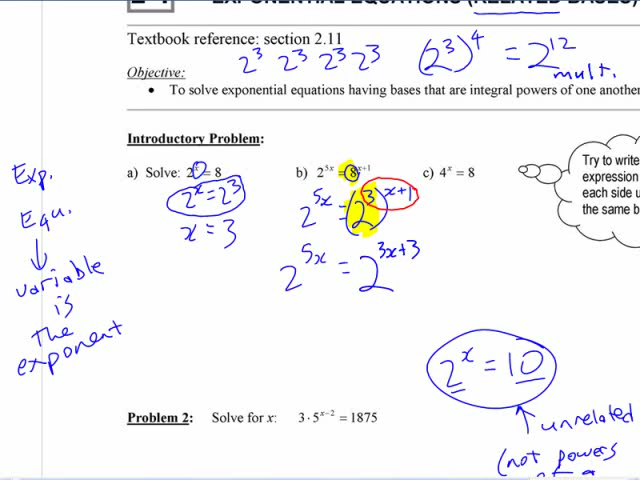 EXPONENTIAL EQUATIONS (RELATED BASES)
Textbook reference: section 2.11
2³ 2³ 2³ 2³ (2³)⁴ = 2¹² mult.
Objective:
• To solve exponential equations having bases that are integral powers of one another
Introductory Problem:
a) Solve: 2ˣ = 8 b) 2⁵ˣ = 8ˣ⁺¹ c) 4ˣ = 8
Try to write
expression
each side u
the same b
Exp.
Equ.
↓
variable
is
the
exponent
2ˣ = 2³
x = 3
2⁵ˣ = (2³)ˣ⁺¹
2⁵ˣ = 2³ˣ⁺³
2ˣ = 10
↑ unrelated
(not powers
Problem 2: Solve for x: 3 · 5ˣ⁻² = 1875